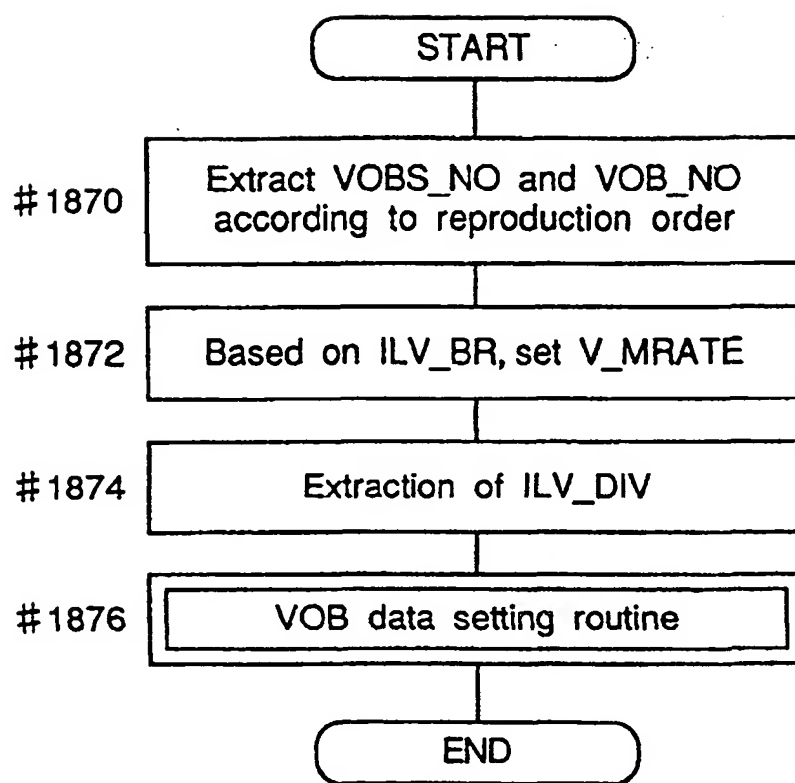 START
#1870
Extract VOBS_NO and VOB_NO
according to reproduction order
#1872
Based on ILV_BR, set V_MRATE
#1874
Extraction of ILV_DIV
#1876
VOB data setting routine
END